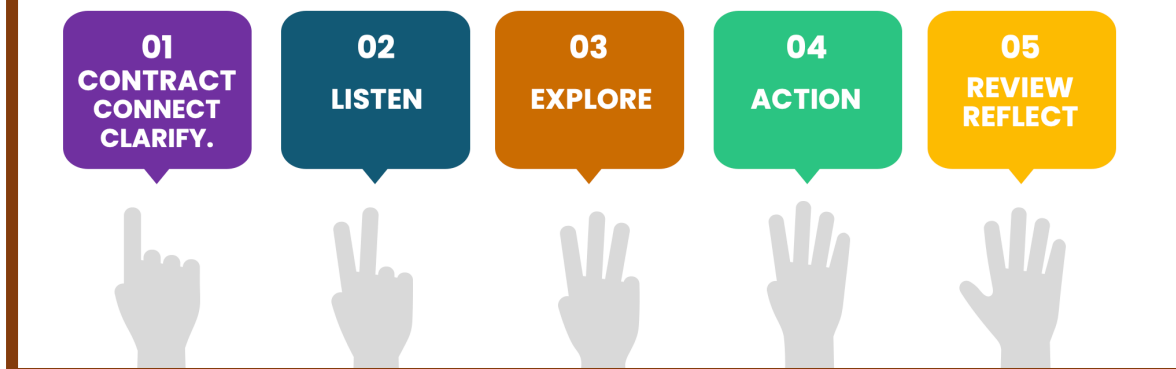 01
CONTRACT
CONNECT
CLARIFY.
02
LISTEN
03
EXPLORE
04
ACTION
05
REVIEW
REFLECT